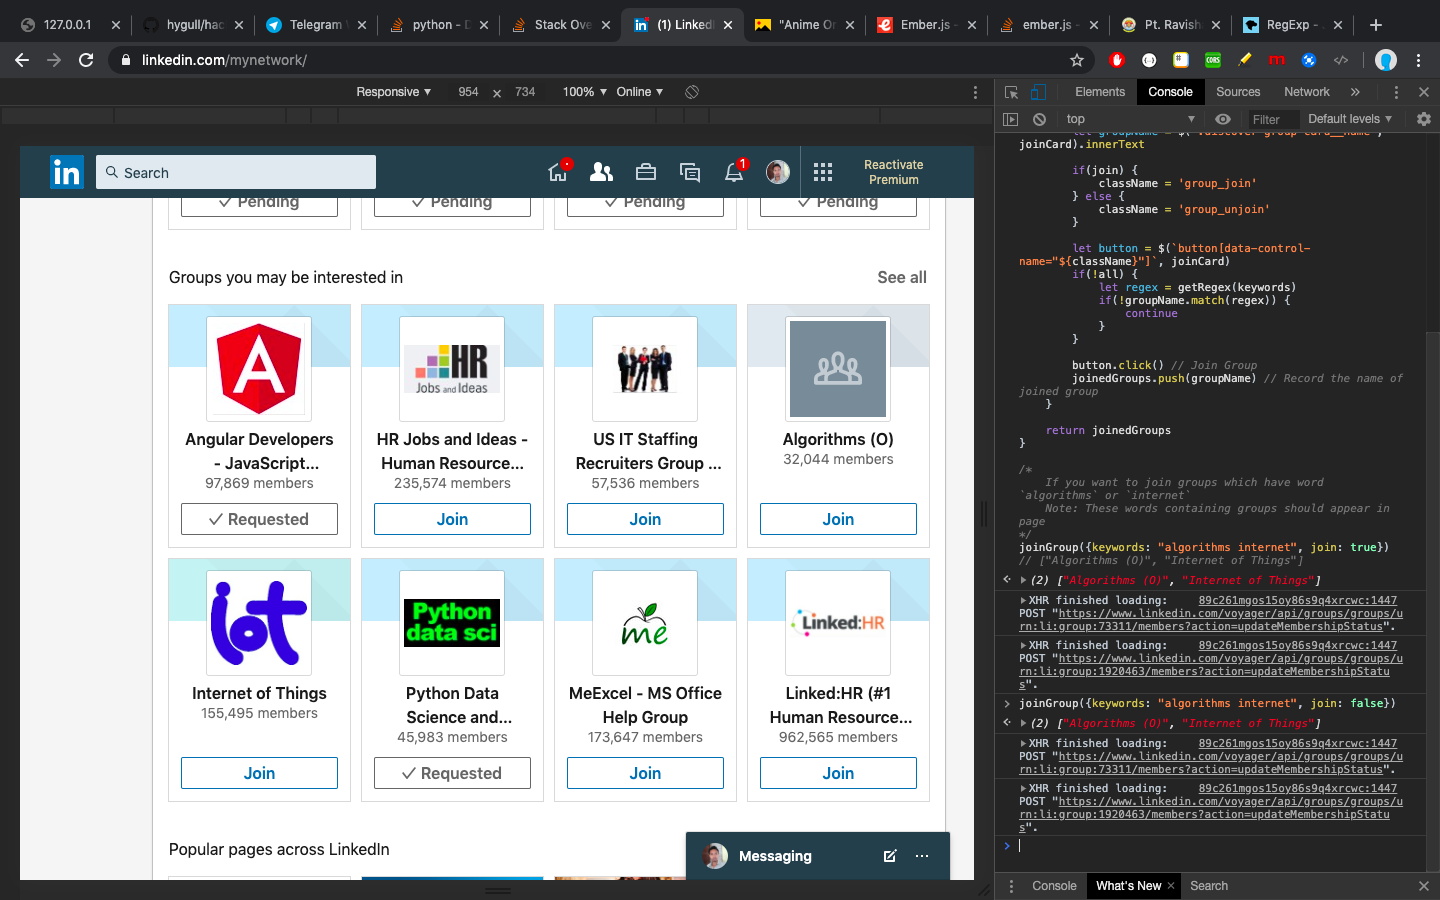 127.0.0.1
hygull/hac
Telegram
python - D
Stack Ove
(1) LinkedI
"Anime Or
Ember.js -
ember.js -
Pt. Ravish
RegExp -
linkedin.com/mynetwork/
Responsive 954 × 734 100% Online
Elements Console Sources Network »
top Filter Default levels
in Search
1
Reactivate
Premium
Pending Pending Pending Pending
Groups you may be interested in See all
HR
Jobs and Ideas
Angular Developers
- JavaScript...
97,869 members
Requested
HR Jobs and Ideas -
Human Resource...
235,574 members
Join
US IT Staffing
Recruiters Group ...
57,536 members
Join
Algorithms (O)
32,044 members
Join
iot
Internet of Things
155,495 members
Join
Python
data sci
Python Data
Science and...
45,983 members
Requested
me
MeExcel - MS Office
Help Group
173,647 members
Join
Linked:HR
Linked:HR (#1
Human Resource...
962,565 members
Join
Popular pages across LinkedIn
Messaging
joinCard).innerText
if(join) {
className = 'group_join'
} else {
className = 'group_unjoin'
}
let button = $(`button[data-control-
name="${className}"]`, joinCard)
if(!all) {
let regex = getRegex(keywords)
if(!groupName.match(regex)) {
continue
}
}
button.click() // Join Group
joinedGroups.push(groupName) // Record the name of
joined group
}
return joinedGroups
}
/*
If you want to join groups which have word
`algorithms` or `internet`
Note: These words containing groups should appear in
page
*/
joinGroup({keywords: "algorithms internet", join: true})
// ["Algorithms (O)", "Internet of Things"]
(2) ["Algorithms (O)", "Internet of Things"]
XHR finished loading: 89c261mgos15oy86s9q4xrcwc:1447
POST "https://www.linkedin.com/voyager/api/groups/groups/u
rn:li:group:73311/members?action=updateMembershipStatus".
XHR finished loading: 89c261mgos15oy86s9q4xrcwc:1447
POST "https://www.linkedin.com/voyager/api/groups/groups/u
rn:li:group:1920463/members?action=updateMembershipStatu
s".
joinGroup({keywords: "algorithms internet", join: false})
(2) ["Algorithms (O)", "Internet of Things"]
XHR finished loading: 89c261mgos15oy86s9q4xrcwc:1447
POST "https://www.linkedin.com/voyager/api/groups/groups/u
rn:li:group:73311/members?action=updateMembershipStatus".
XHR finished loading: 89c261mgos15oy86s9q4xrcwc:1447
POST "https://www.linkedin.com/voyager/api/groups/groups/u
rn:li:group:1920463/members?action=updateMembershipStatu
s".
Console What's New Search